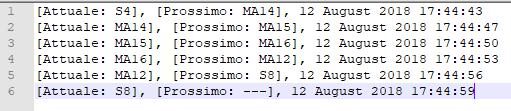 1 [Attuale: S4], [Prossimo: MA14], 12 August 2018 17:44:43
2 [Attuale: MA14], [Prossimo: MA15], 12 August 2018 17:44:47
3 [Attuale: MA15], [Prossimo: MA16], 12 August 2018 17:44:50
4 [Attuale: MA16], [Prossimo: MA12], 12 August 2018 17:44:53
5 [Attuale: MA12], [Prossimo: S8], 12 August 2018 17:44:56
6 [Attuale: S8], [Prossimo: ---], 12 August 2018 17:44:59